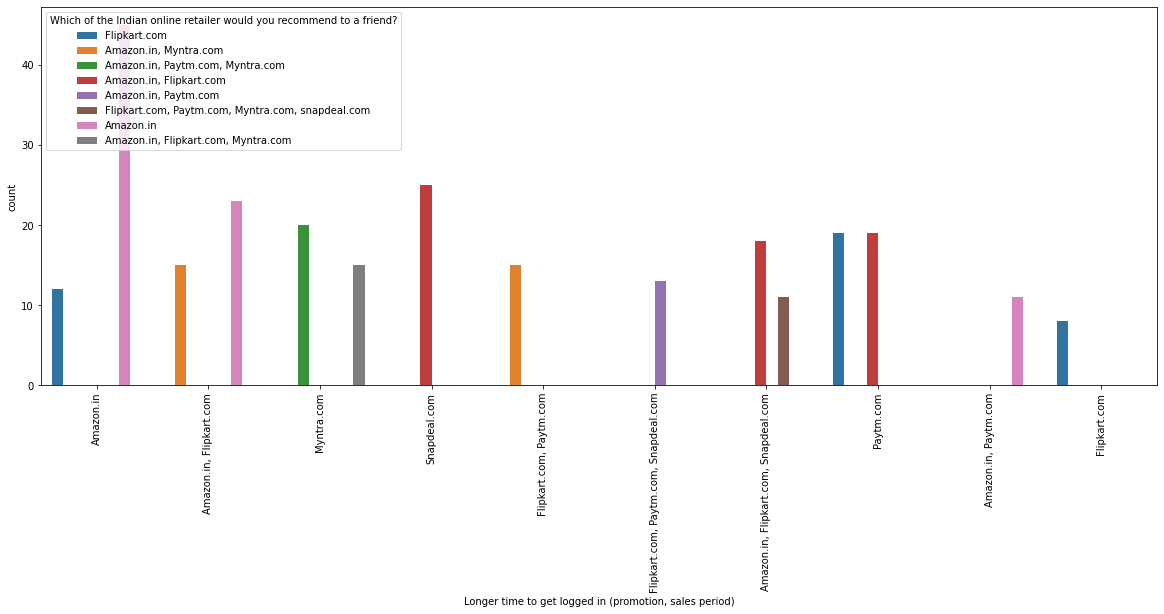 Which of the Indian online retailer would you recommend to a friend?
Flipkart.com
Amazon.in, Myntra.com
Amazon.in, Paytm.com, Myntra.com
Amazon.in, Flipkart.com
Amazon.in, Paytm.com
Flipkart.com, Paytm.com, Myntra.com, snapdeal.com
Amazon.in
Amazon.in, Flipkart.com, Myntra.com
count
40
30
20
10
0
Amazon.in
Amazon.in, Flipkart.com
Myntra.com
Snapdeal.com
Flipkart.com, Paytm.com
Flipkart.com, Paytm.com, Snapdeal.com
Amazon.in, Flipkart.com, Snapdeal.com
Paytm.com
Amazon.in, Paytm.com
Flipkart.com
Longer time to get logged in (promotion, sales period)